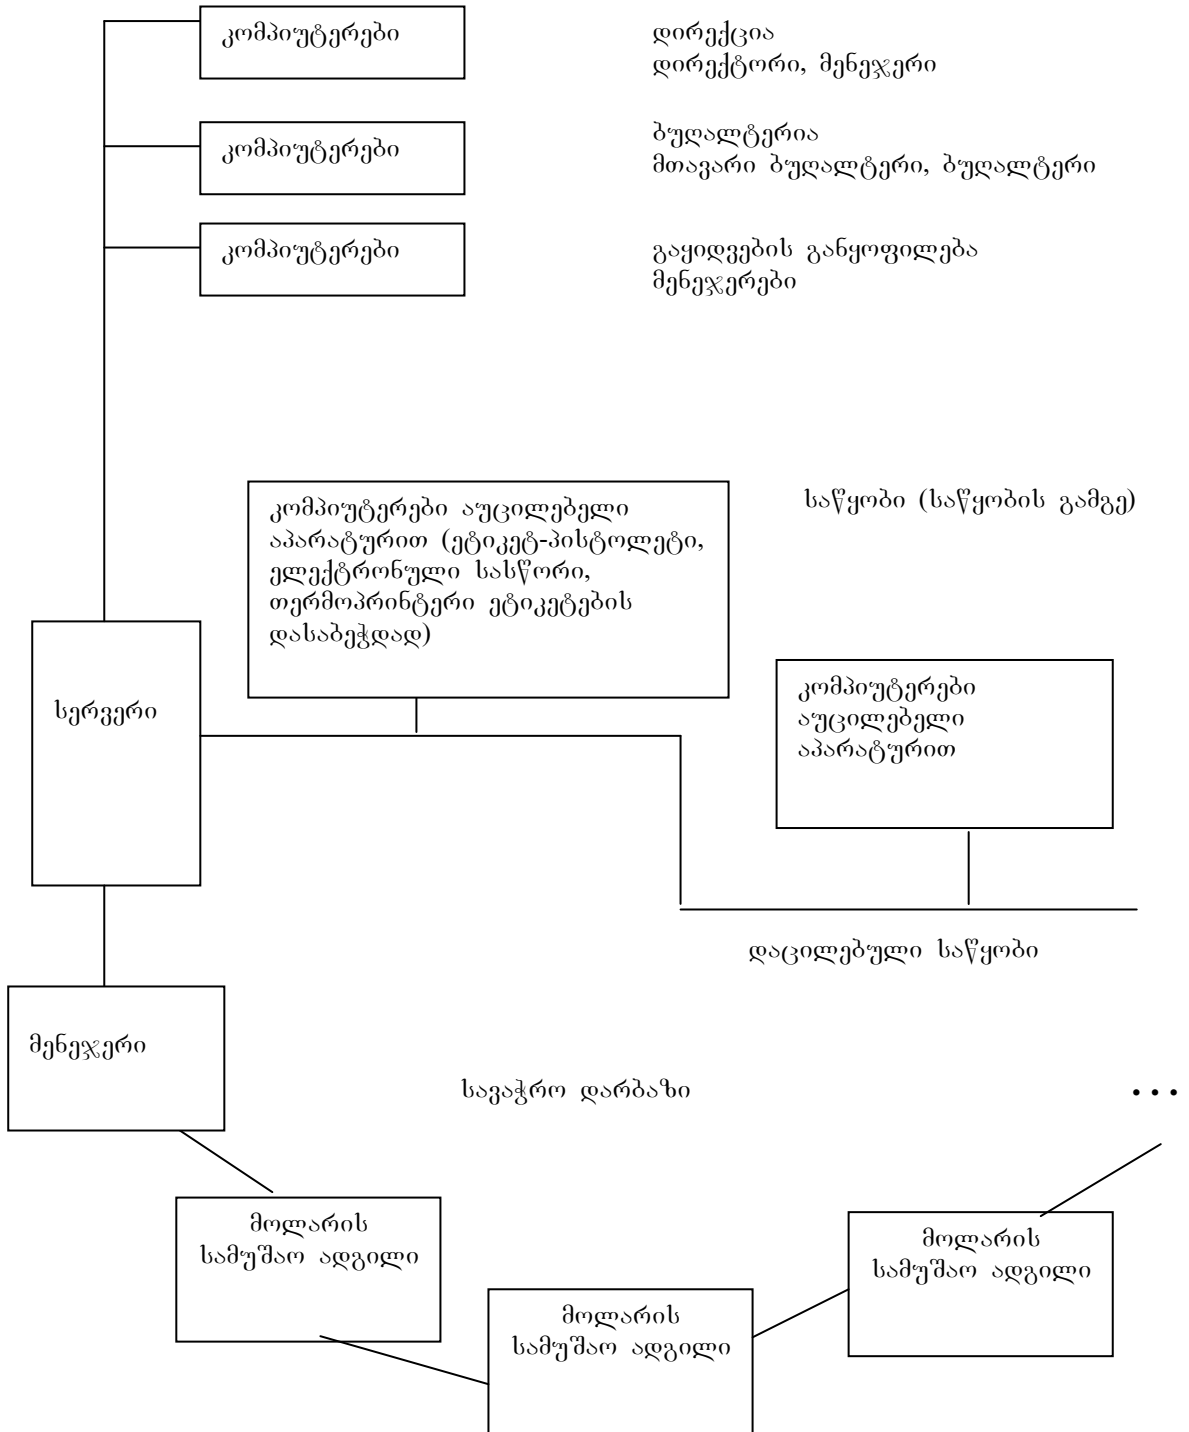 კომპიუტერები
დირექცია
დირექტორი, მენეჯერი
კომპიუტერები
ბუღალტერია
მთავარი ბუღალტერი, ბუღალტერი
კომპიუტერები
გაყიდვების განყოფილება
მენეჯერები
კომპიუტერები აუცილებელი
აპარატურით (ეტიკეტ-პისტოლეტი,
ელექტრონული სასწორი,
თერმოპრინტერი ეტიკეტების
დასაბეჭდად)
საწყობი (საწყობის გამგე)
სერვერი
კომპიუტერები
აუცილებელი
აპარატურით
დაცილებული საწყობი
მენეჯერი
სავაჭრო დარბაზი
...
მოლარის
სამუშაო ადგილი
მოლარის
სამუშაო ადგილი
მოლარის
სამუშაო ადგილი